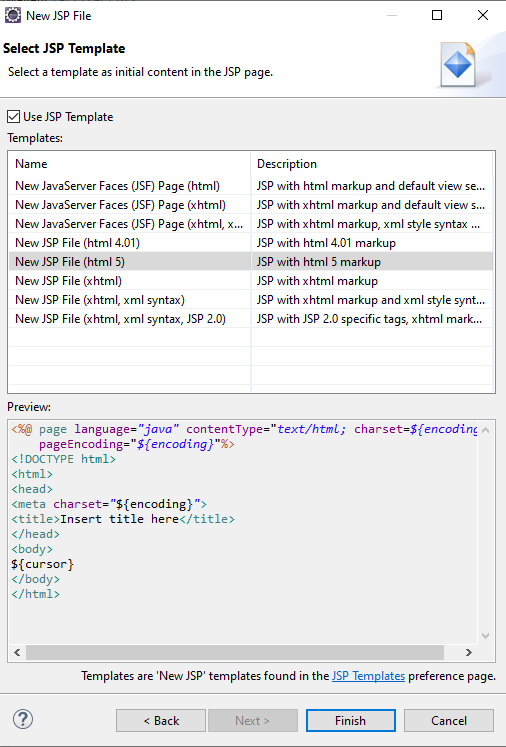 New JSP File
Select JSP Template
Select a template as initial content in the JSP page.
Use JSP Template
Templates:
Name Description
New JavaServer Faces (JSF) Page (html) JSP with html markup and default view se...
New JavaServer Faces (JSF) Page (xhtml) JSP with xhtml markup and default view s...
New JavaServer Faces (JSF) Page (xhtml, x... JSP with xhtml markup, xml style syntax ...
New JSP File (html 4.01) JSP with html 4.01 markup
New JSP File (html 5) JSP with html 5 markup
New JSP File (xhtml) JSP with xhtml markup
New JSP File (xhtml, xml syntax) JSP with xhtml markup and xml style synt...
New JSP File (xhtml, xml syntax, JSP 2.0) JSP with JSP 2.0 specific tags, xhtml mark...
Preview:
<%@ page language="java" contentType="text/html; charset=${encoding
pageEncoding="${encoding}"%>
<!DOCTYPE html>
<html>
<head>
<meta charset="${encoding}">
<title>Insert title here</title>
</head>
<body>
${cursor}
</body>
</html>
Templates are 'New JSP' templates found in the JSP Templates preference page.
? < Back Next > Finish Cancel